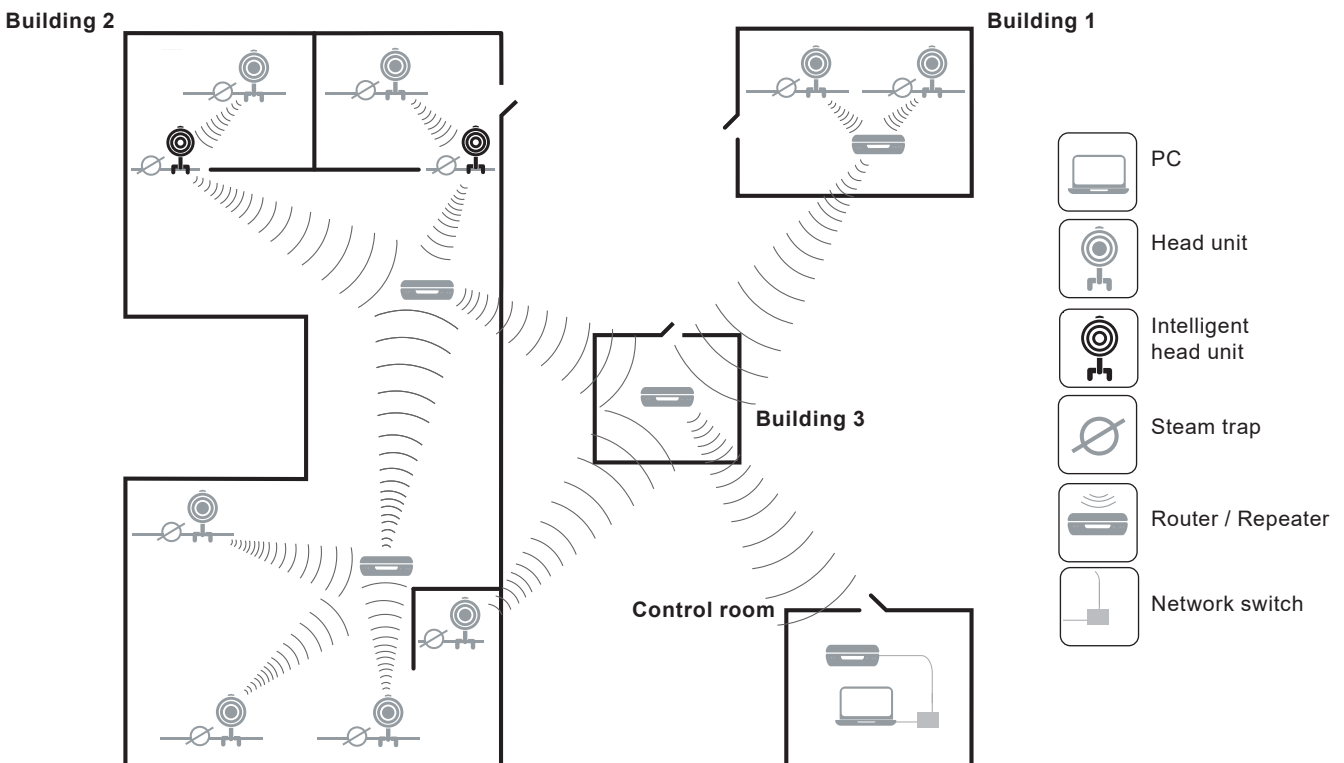 Building 2
Building 1
Building 3
Control room
PC
Head unit
Intelligent
head unit
Steam trap
Router / Repeater
Network switch